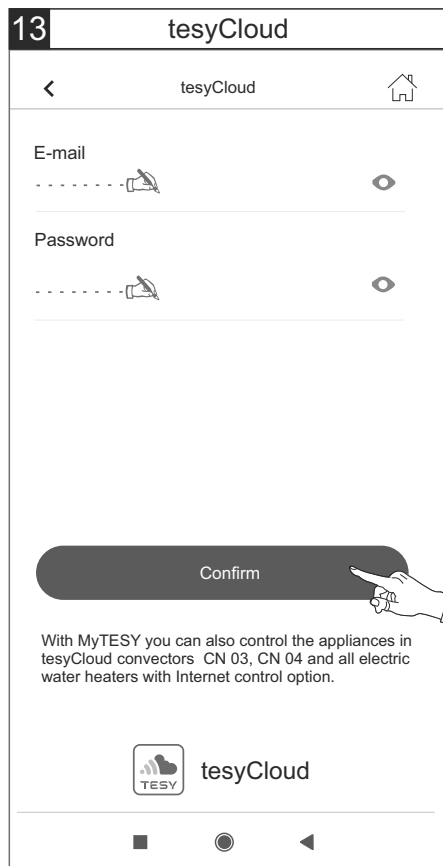 13 tesyCloud
tesyCloud
E-mail
Password
Confirm
With MyTESY you can also control the appliances in
tesyCloud convectors CN 03, CN 04 and all electric
water heaters with Internet control option.
TESY tesyCloud